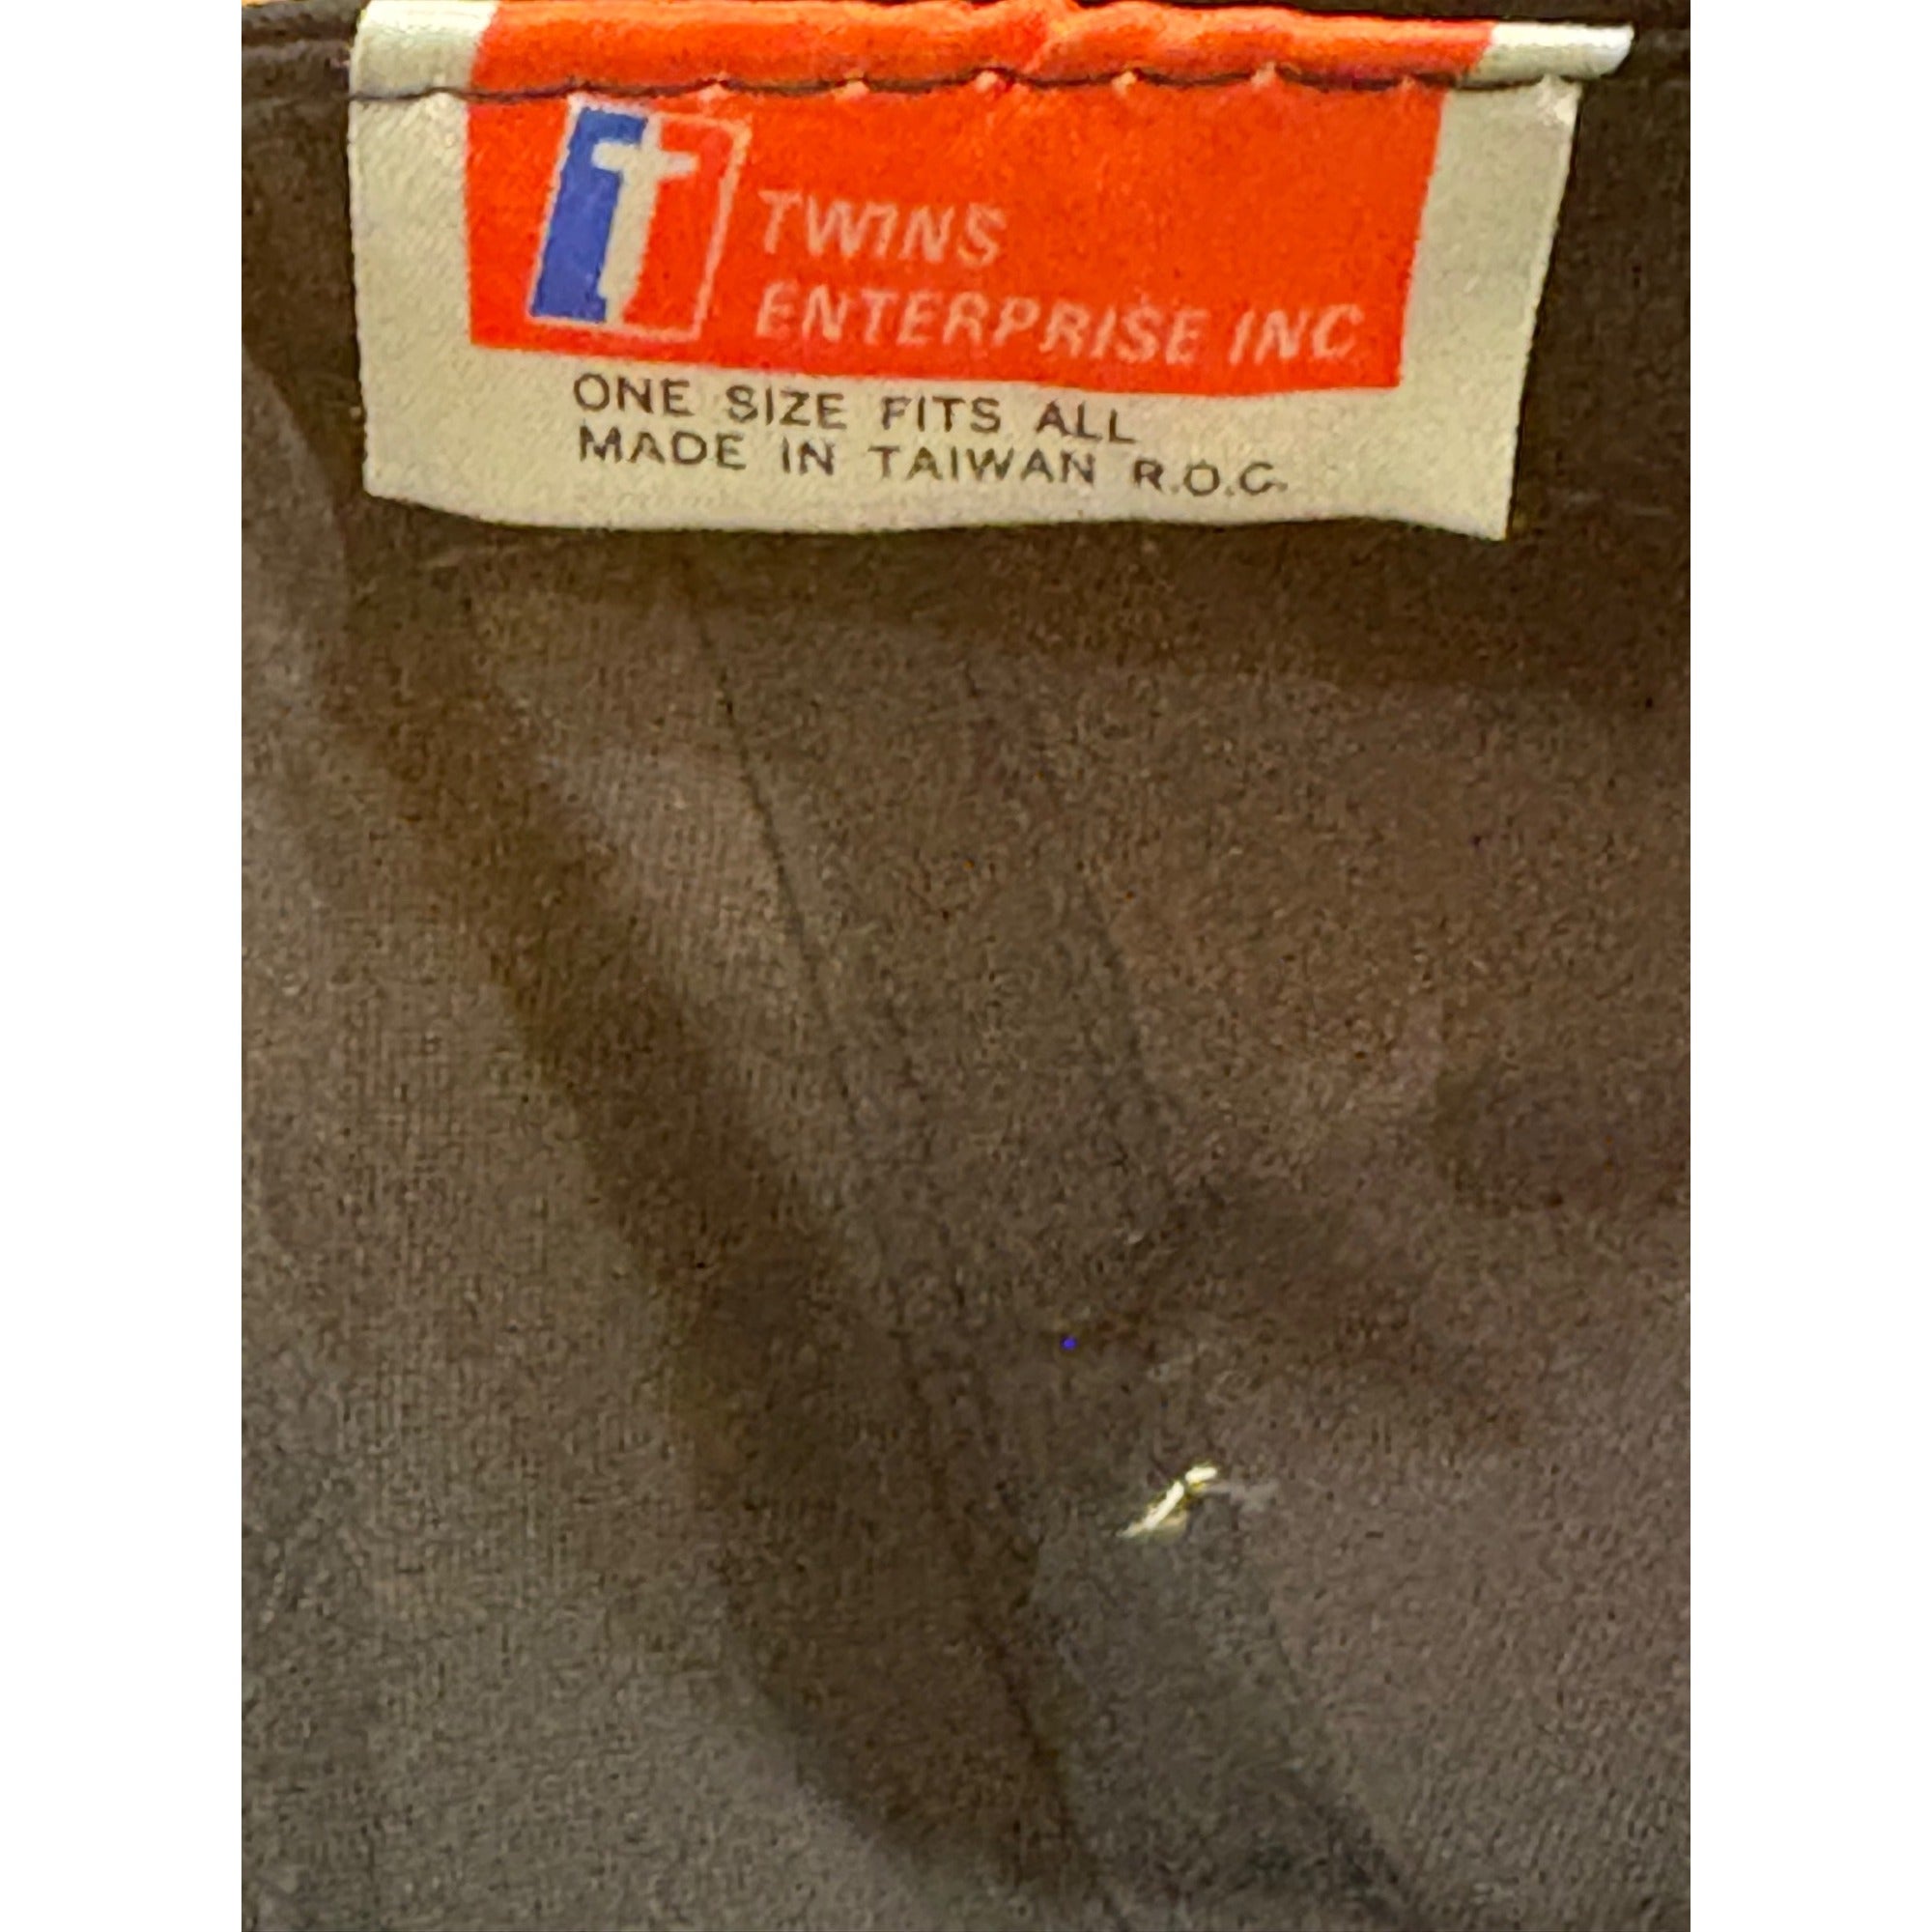 t
TWINS
ENTERPRISE INC
ONE SIZE FITS ALL
MADE IN TAIWAN R.O.C.